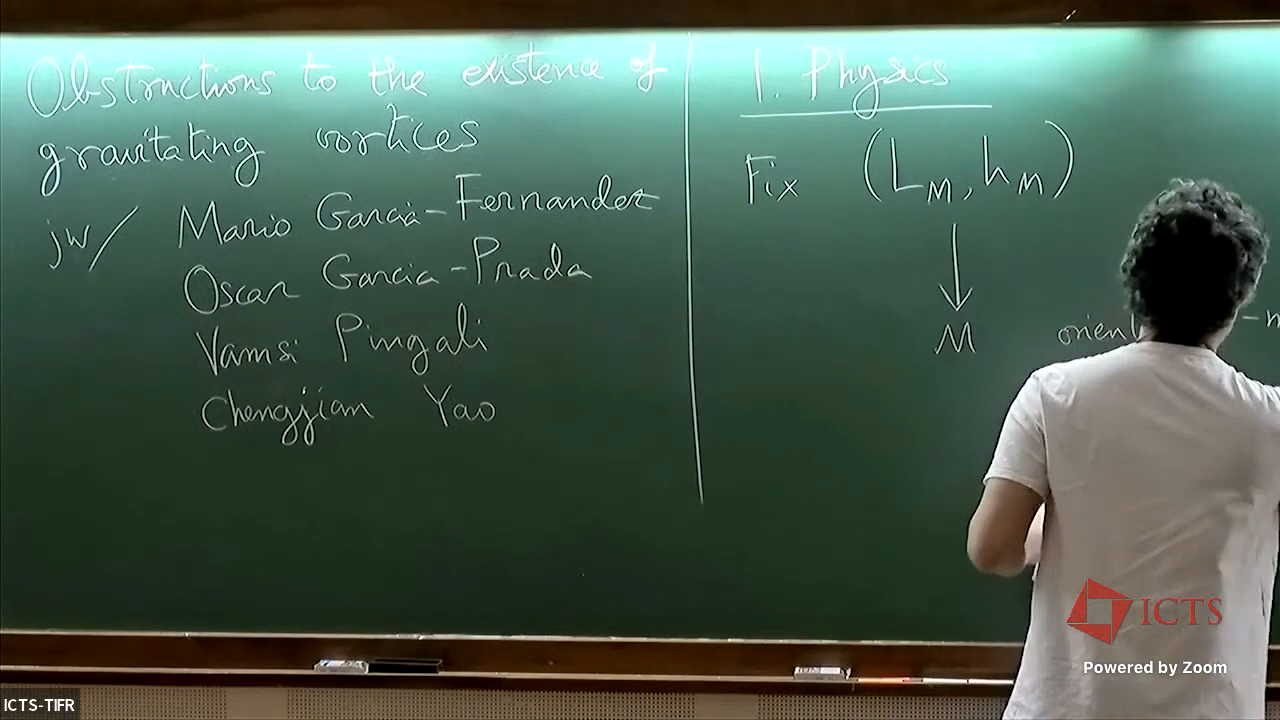 Obstructions to the existence of
gravitating vortices
jw/ Mario Garcia-Fernandez
Oscar Garcia-Prada
Vamsi Pingali
Chengjian Yao
1. Physics
Fix (L_M, h_M)
↓
M
ICTS
Powered by Zoom
ICTS-TIFR